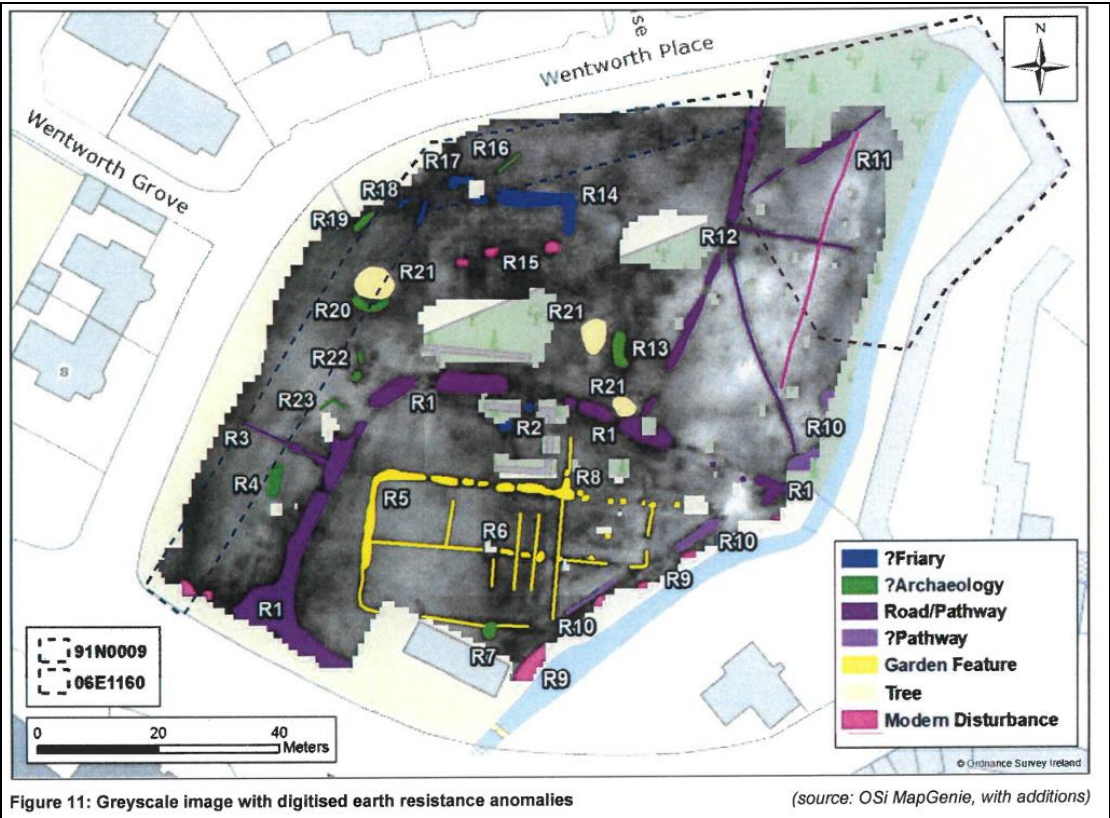 se
Wentworth Place
N
Wentworth Grove
R16
R17
R11
R18
R14
R19
R12
R15
R21
R20
R21
R13
R22
R21
R23
R1
R2
R1
R10
R3
R8
R4
R5
R1
R6
R10
R9
R1
R10
R7
R9
S
91N0009
06E1160
0 20 40
Meters
?Friary
?Archaeology
Road/Pathway
?Pathway
Garden Feature
Tree
Modern Disturbance
© Ordnance Survey Ireland
Figure 11: Greyscale image with digitised earth resistance anomalies
(source: OSi MapGenie, with additions)